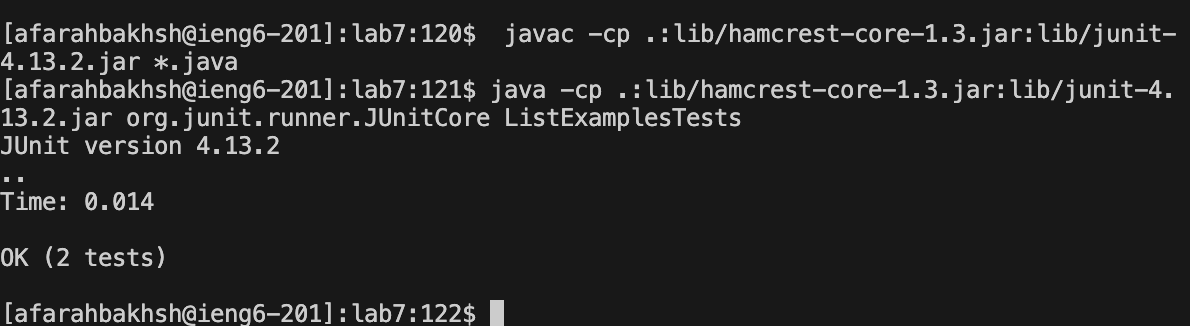 [afarahbakhsh@ieng6-201]:lab7:120$  javac -cp .:lib/hamcrest-core-1.3.jar:lib/junit-
4.13.2.jar *.java
[afarahbakhsh@ieng6-201]:lab7:121$ java -cp .:lib/hamcrest-core-1.3.jar:lib/junit-4.
13.2.jar org.junit.runner.JUnitCore ListExamplesTests
JUnit version 4.13.2
..
Time: 0.014
OK (2 tests)
[afarahbakhsh@ieng6-201]:lab7:122$